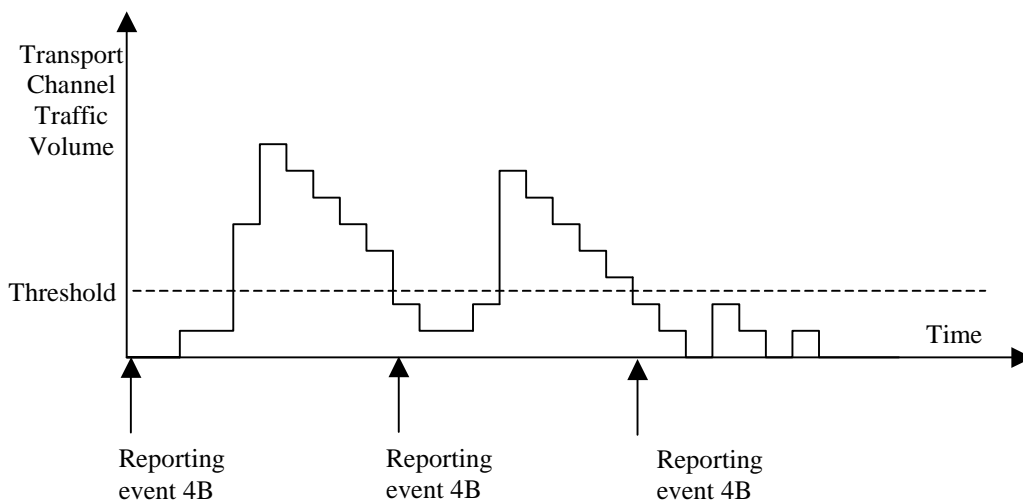 Transport
Channel
Traffic
Volume
Threshold
Time
Reporting
event 4B
Reporting
event 4B
Reporting
event 4B